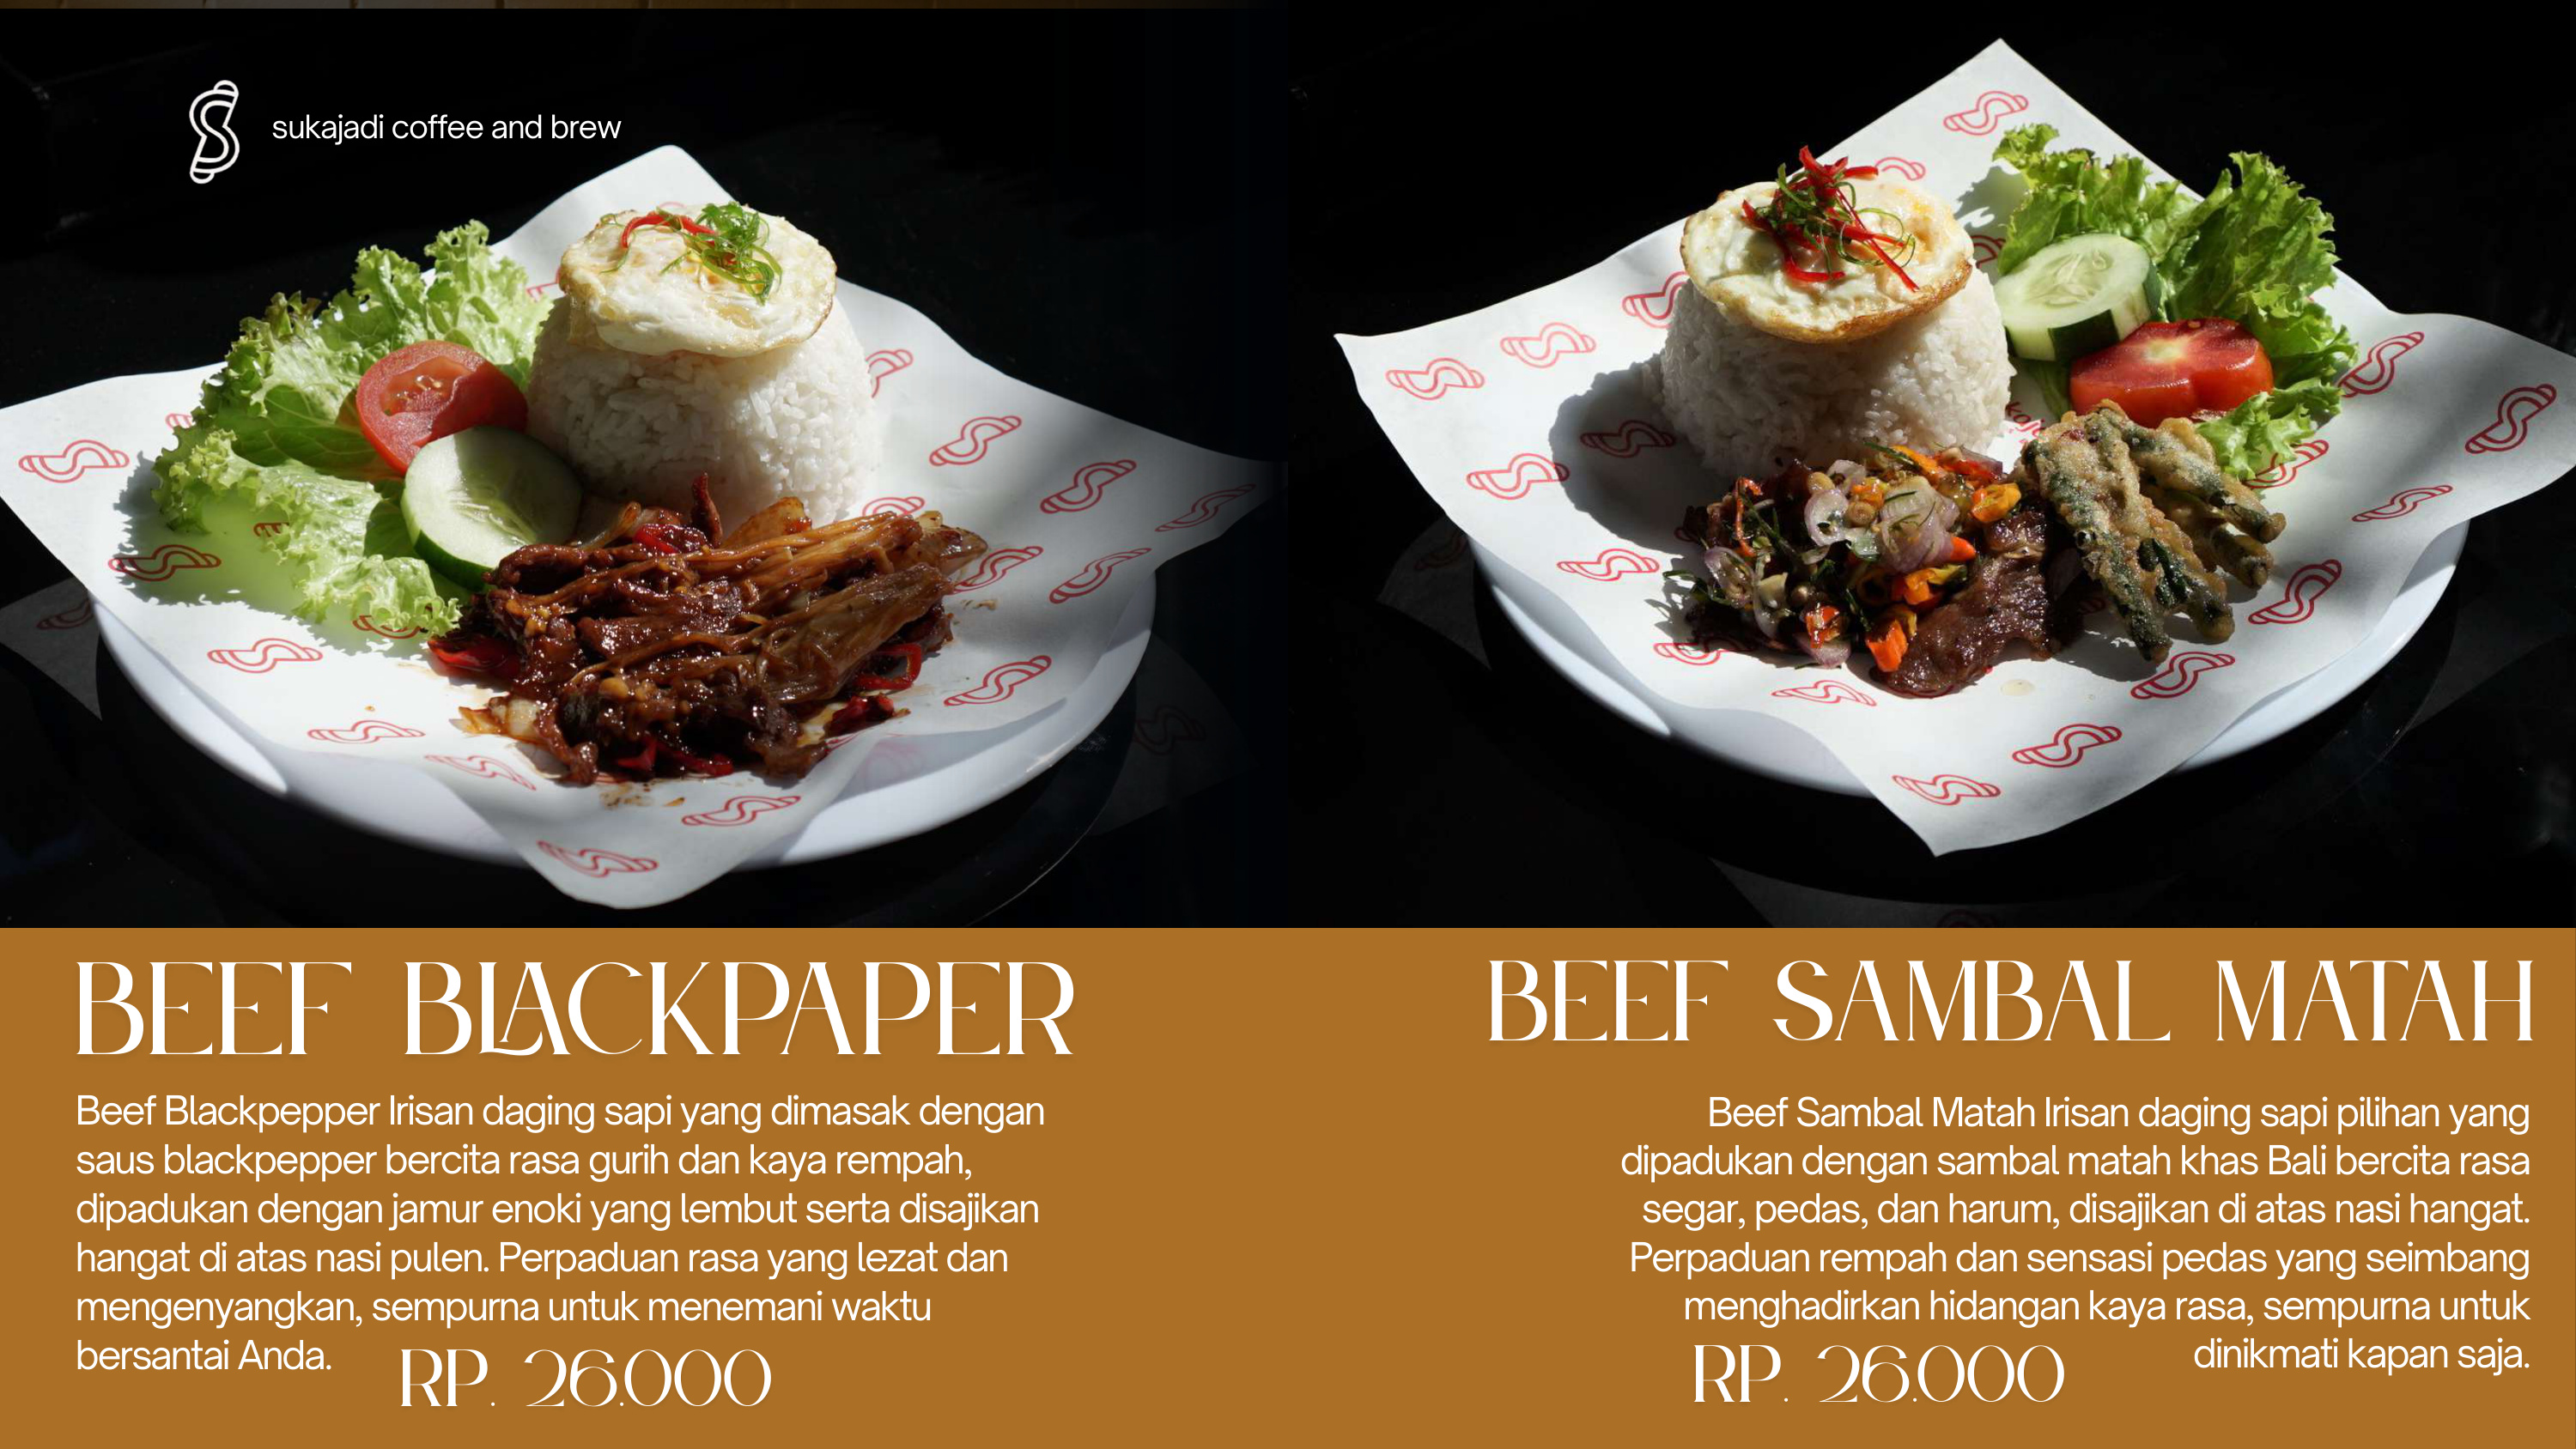 sukajadi coffee and brew
BEEF BLACKPAPER
Beef Blackpepper Irisan daging sapi yang dimasak dengan
saus blackpepper bercita rasa gurih dan kaya rempah,
dipadukan dengan jamur enoki yang lembut serta disajikan
hangat di atas nasi pulen. Perpaduan rasa yang lezat dan
mengenyangkan, sempurna untuk menemani waktu
bersantai Anda.
RP. 26.000
BEEF SAMBAL MATAH
Beef Sambal Matah Irisan daging sapi pilihan yang
dipadukan dengan sambal matah khas Bali bercita rasa
segar, pedas, dan harum, disajikan di atas nasi hangat.
Perpaduan rempah dan sensasi pedas yang seimbang
menghadirkan hidangan kaya rasa, sempurna untuk
dinikmati kapan saja.
RP. 26.000